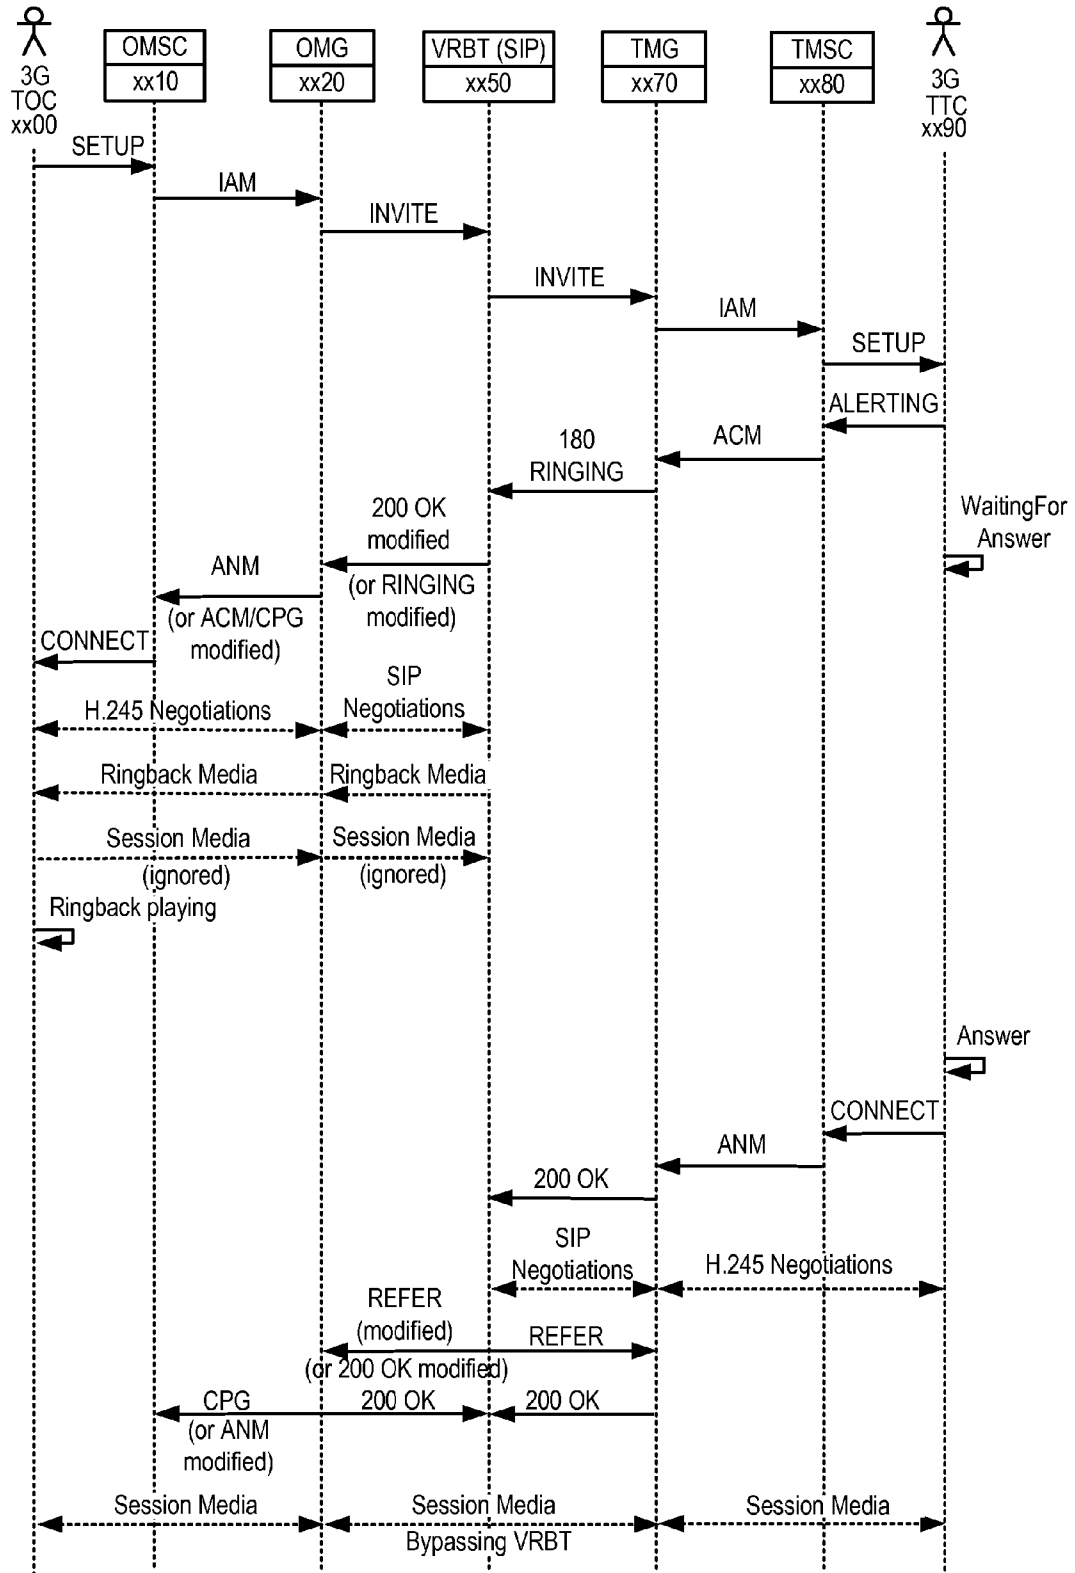 3G
TOC
xx00
OMSC
xx10
OMG
xx20
VRBT (SIP)
xx50
TMG
xx70
TMSC
xx80
3G
TTC
xx90
SETUP
IAM
INVITE
INVITE
IAM
SETUP
ALERTING
ACM
180
RINGING
WaitingFor
Answer
200 OK
modified
(or RINGING
modified)
ANM
(or ACM/CPG
modified)
CONNECT
SIP
Negotiations
H.245 Negotiations
Ringback Media
Ringback Media
Session Media
(ignored)
Session Media
(ignored)
Ringback playing
Answer
CONNECT
ANM
200 OK
SIP
Negotiations
H.245 Negotiations
REFER
(modified)
(or 200 OK modified)
REFER
CPG
(or ANM
modified)
200 OK
200 OK
Session Media
Session Media
Bypassing VRBT
Session Media